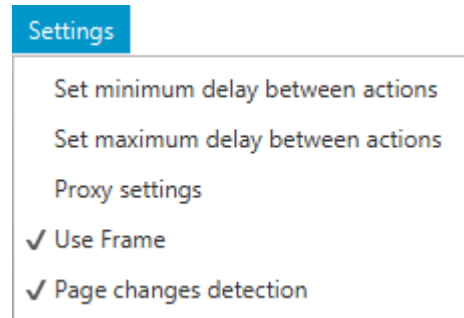 Settings
Set minimum delay between actions
Set maximum delay between actions
Proxy settings
✓ Use Frame
✓ Page changes detection